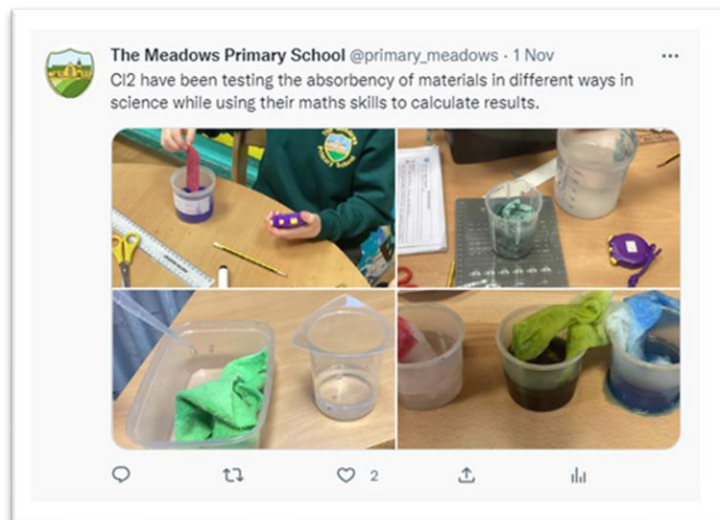 The Meadows Primary School @primary_meadows · 1 Nov ···
Cl2 have been testing the absorbency of materials in different ways in
science while using their maths skills to calculate results.
2